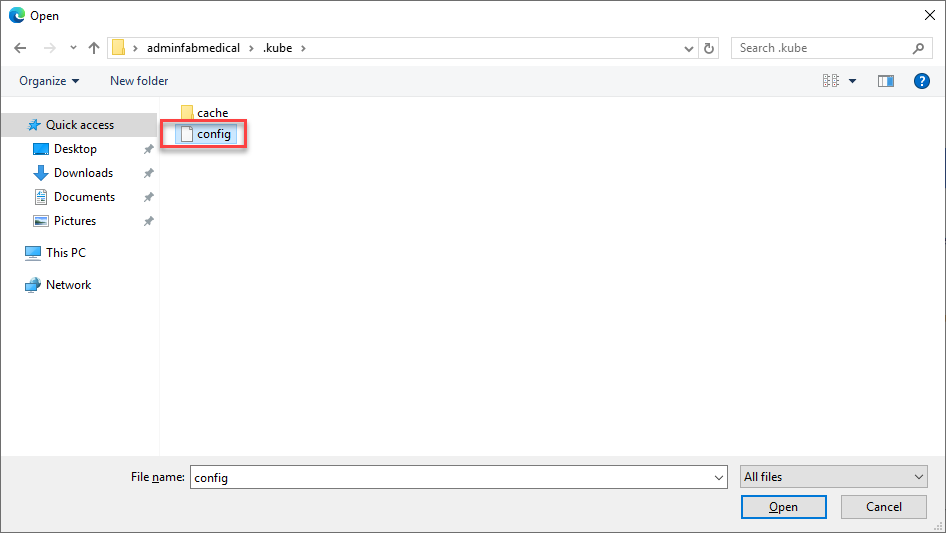 Open
adminfabmedical > .kube >
Search .kube
Organize
New folder
?
cache
config
Quick access
Desktop
Downloads
Documents
Pictures
This PC
Network
File name: config
All files
Open
Cancel